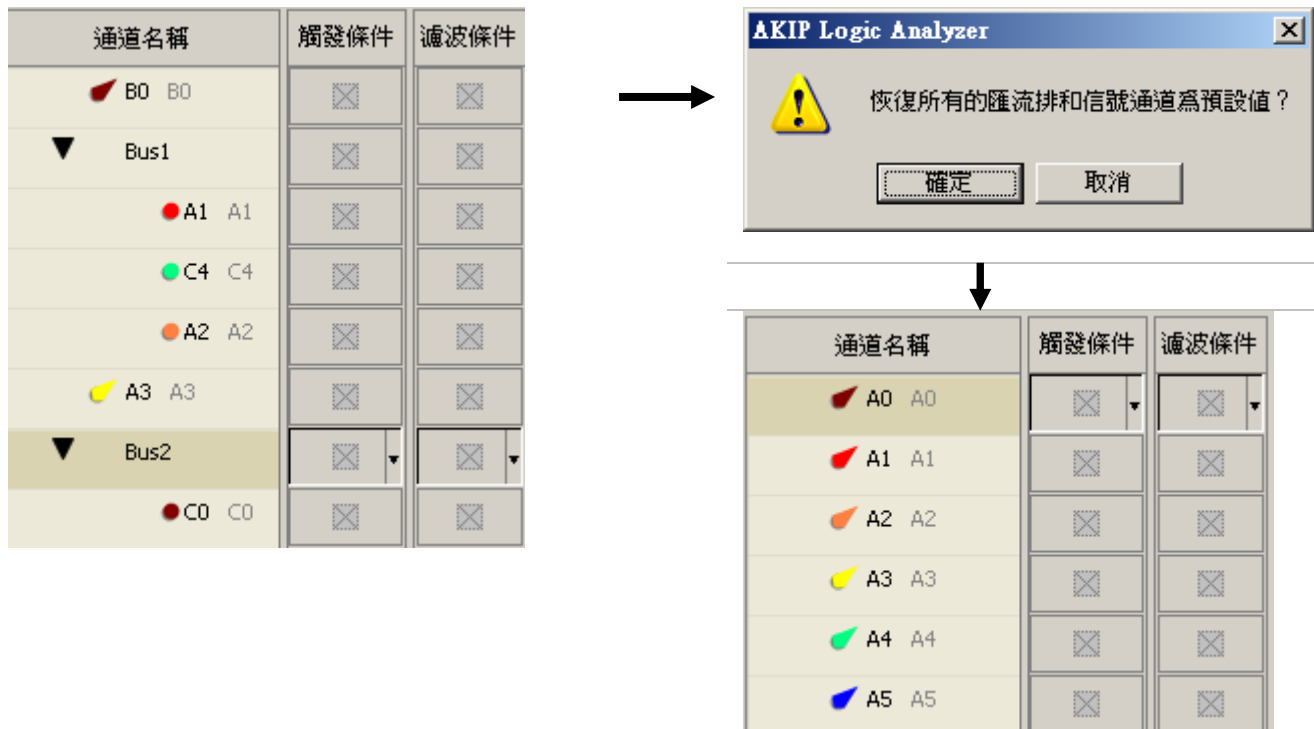 通道名稱 觸發條件 濾波條件
B0 B0
Bus1
A1 A1
C4 C4
A2 A2
A3 A3
Bus2
C0 C0
AKIP Logic Analyzer
恢復所有的匯流排和信號通道爲預設値？
確定 取消
通道名稱 觸發條件 濾波條件
A0 A0
A1 A1
A2 A2
A3 A3
A4 A4
A5 A5